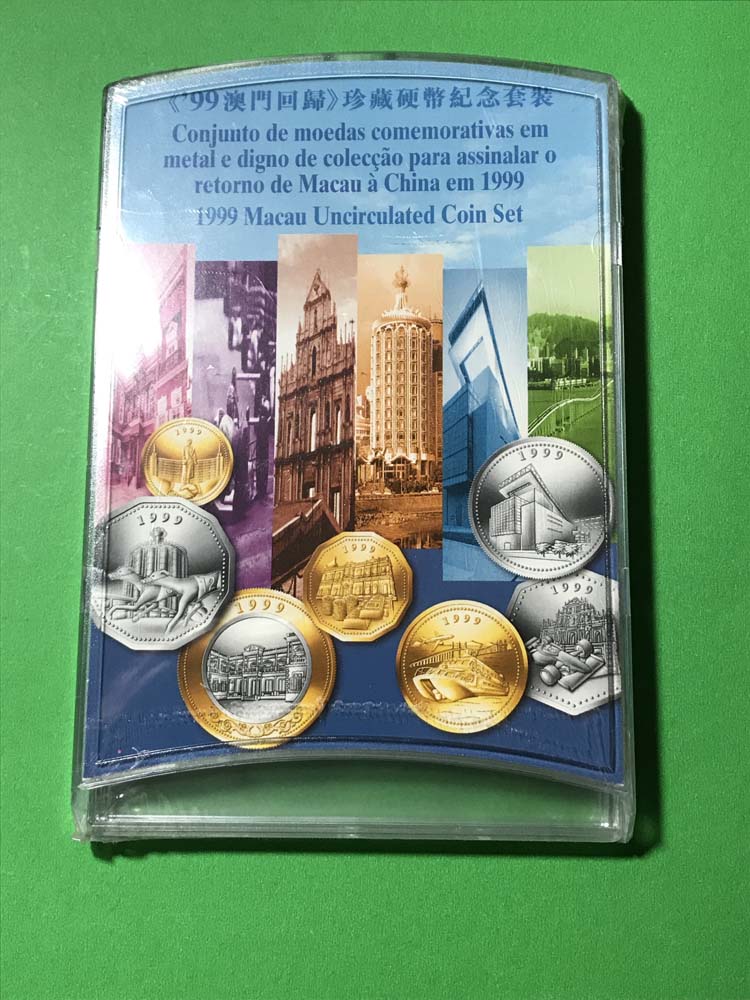 《’99澳門回歸》珍藏硬幣紀念套裝
Conjunto de moedas comemorativas em
metal e digno de colecção para assinalar o
retorno de Macau à China em 1999
1999 Macau Uncirculated Coin Set
1999
1999
1999
1999
1999
1999
1999